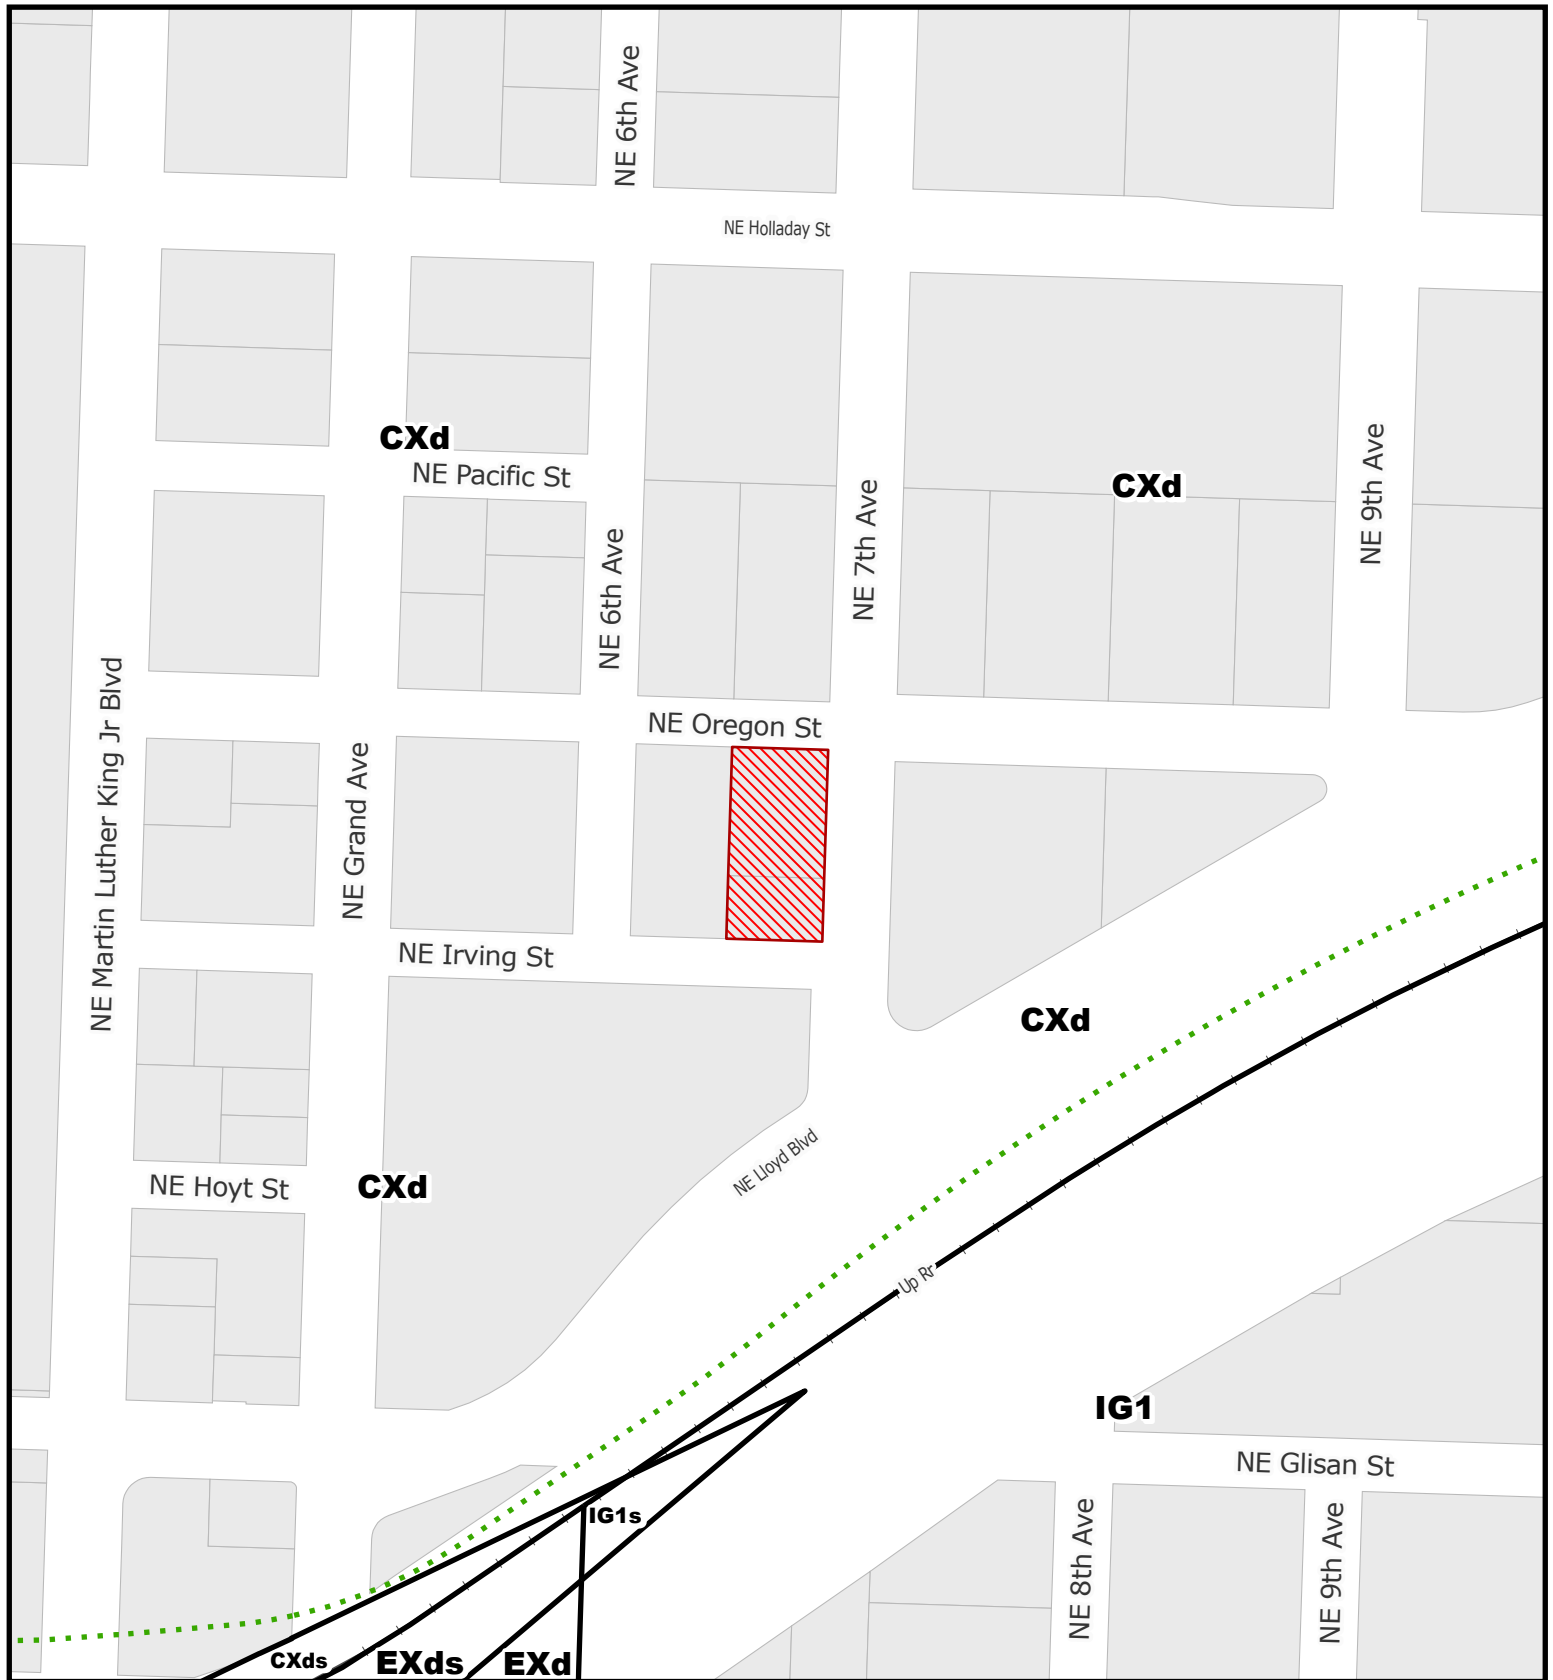 NE 6th Ave
NE Holladay St
CXd
NE Pacific St
CXd
NE 9th Ave
NE 7th Ave
NE 6th Ave
NE Martin Luther King Jr Blvd
NE Oregon St
NE Grand Ave
NE Irving St
CXd
NE Lloyd Blvd
CXd
NE Hoyt St
Up Rr
IG1
NE Glisan St
IG1s
NE 8th Ave
NE 9th Ave
CXds
EXds
EXd